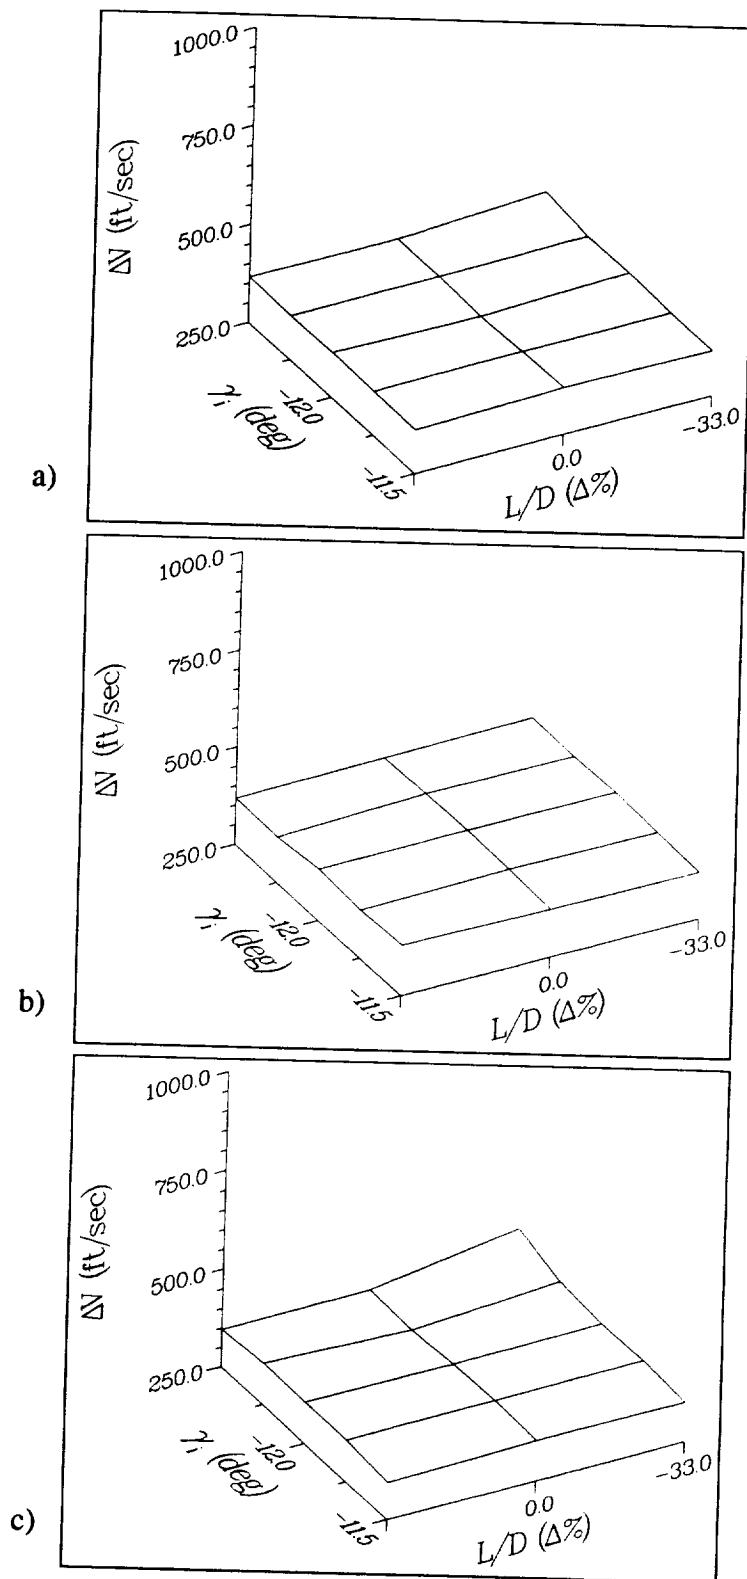 1000.0
750.0
500.0
250.0
ΔV (ft/sec)
γi (deg)
-12.0
-11.5
0.0
-33.0
L/D (Δ%)
a)
1000.0
750.0
500.0
250.0
ΔV (ft/sec)
γi (deg)
-12.0
-11.5
0.0
-33.0
L/D (Δ%)
b)
1000.0
750.0
500.0
250.0
ΔV (ft/sec)
γi (deg)
-12.0
-11.5
0.0
-33.0
L/D (Δ%)
c)